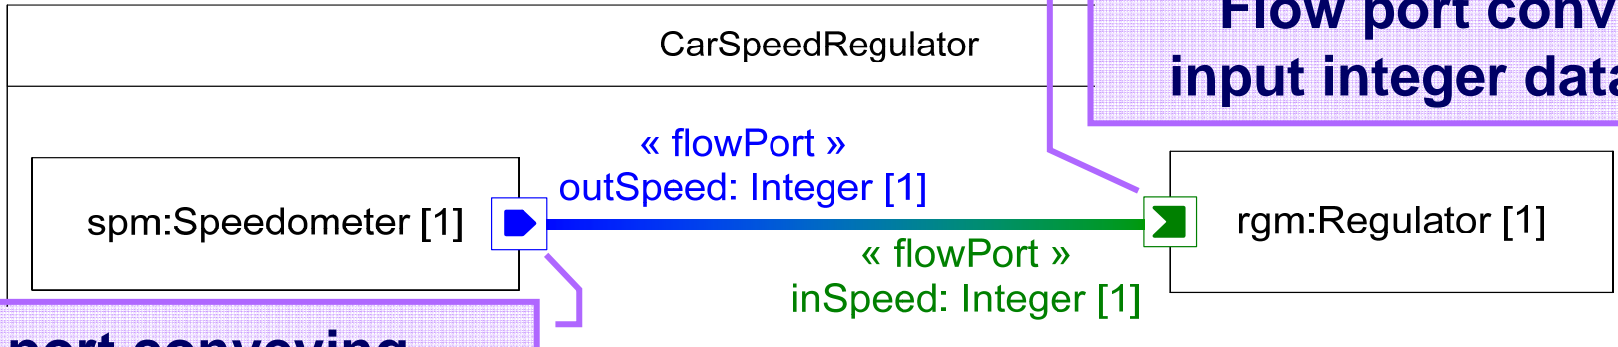 Flow port conv
input integer data
CarSpeedRegulator
« flowPort »
outSpeed: Integer [1]
spm:Speedometer [1]
rgm:Regulator [1]
« flowPort »
inSpeed: Integer [1]
port conveying